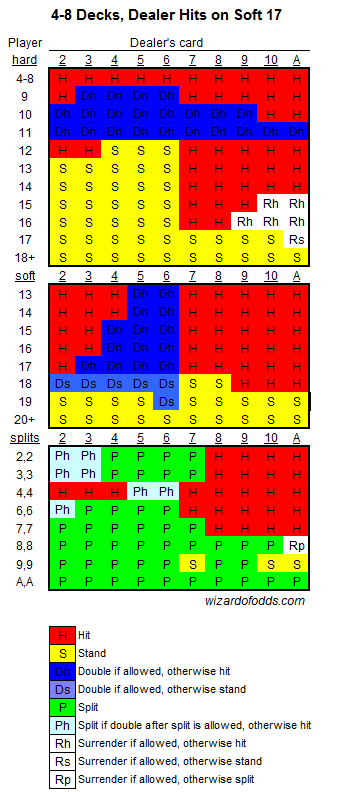 4-8 Decks, Dealer Hits on Soft 17
Player Dealer's card
hard 2 3 4 5 6 7 8 9 10 A
4-8 H H H H H H H H H H
9 H Dh Dh Dh Dh H H H H H
10 Dh Dh Dh Dh Dh Dh Dh Dh H H
11 Dh Dh Dh Dh Dh Dh Dh Dh Dh Dh
12 H H S S S H H H H H
13 S S S S S H H H H H
14 S S S S S H H H H H
15 S S S S S H H H Rh Rh
16 S S S S S H H Rh Rh Rh
17 S S S S S S S S S Rs
18+ S S S S S S S S S S
soft 2 3 4 5 6 7 8 9 10 A
13 H H H Dh Dh H H H H H
14 H H H Dh Dh H H H H H
15 H H Dh Dh Dh H H H H H
16 H H Dh Dh Dh H H H H H
17 H Dh Dh Dh Dh H H H H H
18 Ds Ds Ds Ds Ds S S H H H
19 S S S S Ds S S S S S
20+ S S S S S S S S S S
splits 2 3 4 5 6 7 8 9 10 A
2,2 Ph Ph P P P P H H H H
3,3 Ph Ph P P P P H H H H
4,4 H H H Ph Ph H H H H H
6,6 Ph P P P P H H H H H
7,7 P P P P P P H H H H
8,8 P P P P P P P P P Rp
9,9 P P P P P S P P S S
A,A P P P P P P P P P P
wizardofodds.com
H Hit
S Stand
Dh Double if allowed, otherwise hit
Ds Double if allowed, otherwise stand
P Split
Ph Split if double after split is allowed, otherwise hit
Rh Surrender if allowed, otherwise hit
Rs Surrender if allowed, otherwise stand
Rp Surrender if allowed, otherwise split